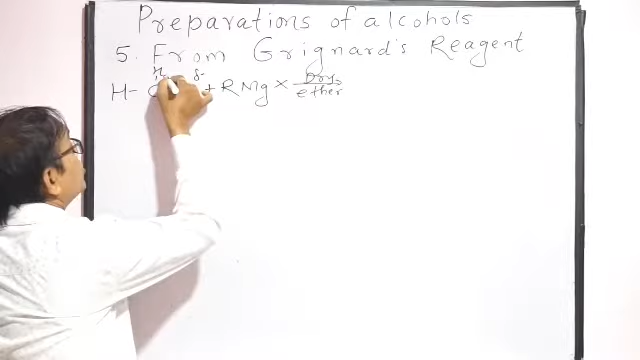 Preparations of alcohols
5. From Grignard's Reagent
H δ-
H- C + RMgX Dry ether